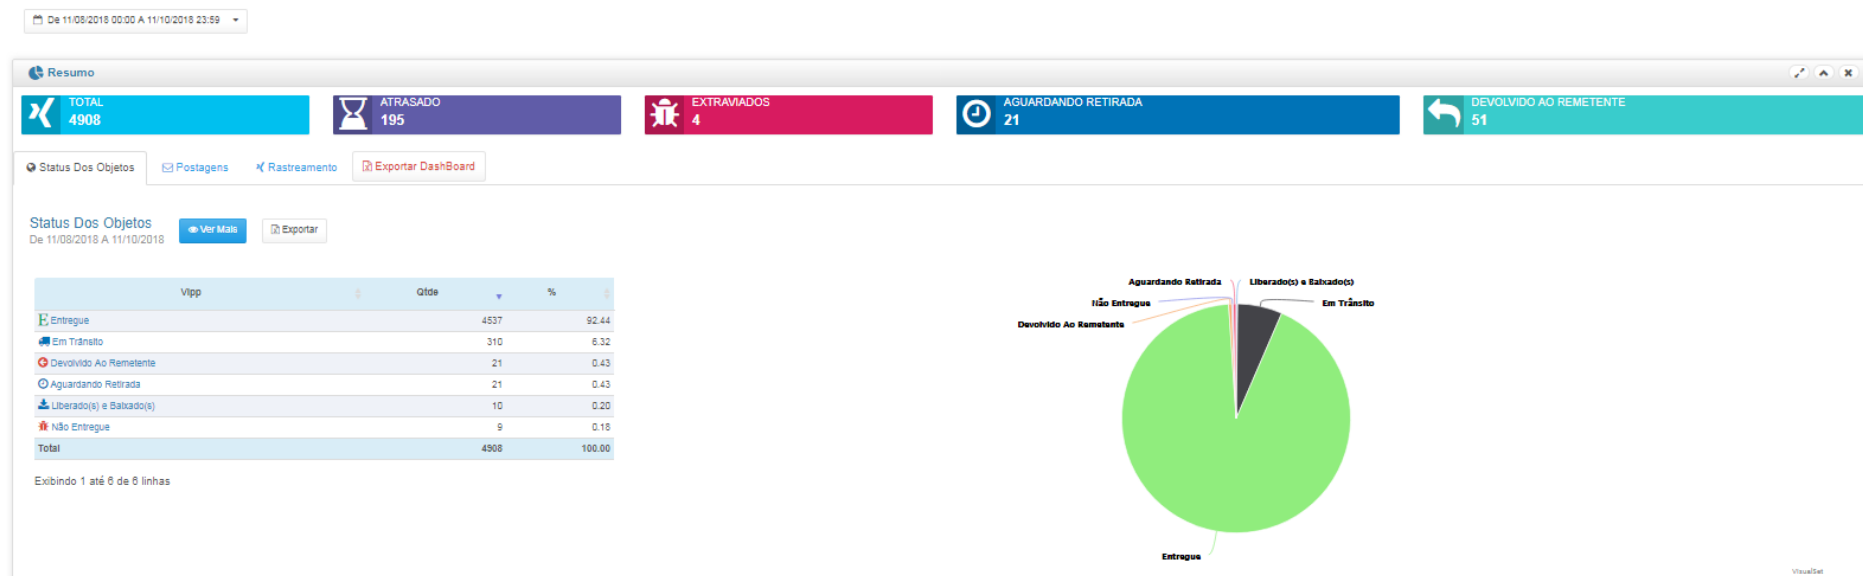 De 11/08/2018 00:00 A 11/10/2018 23:59
Resumo
TOTAL
4908
ATRASADO
195
EXTRAVIADOS
4
AGUARDANDO RETIRADA
21
DEVOLVIDO AO REMETENTE
51
Status Dos Objetos Postagens Rastreamento Exportar DashBoard
Status Dos Objetos
De 11/08/2018 A 11/10/2018
Ver Mais
Exportar
Vipp Qtde %
Entregue 4537 92.44
Em Trânsito 310 6.32
Devolvido Ao Remetente 21 0.43
Aguardando Retirada 21 0.43
Liberado(s) e Baixado(s) 10 0.20
Não Entregue 9 0.18
Total 4908 100.00
Exibindo 1 até 6 de 6 linhas
Aguardando Retirada
Liberado(s) e Baixado(s)
Não Entregue
Em Trânsito
Devolvido Ao Remetente
Entregue
VisualSet